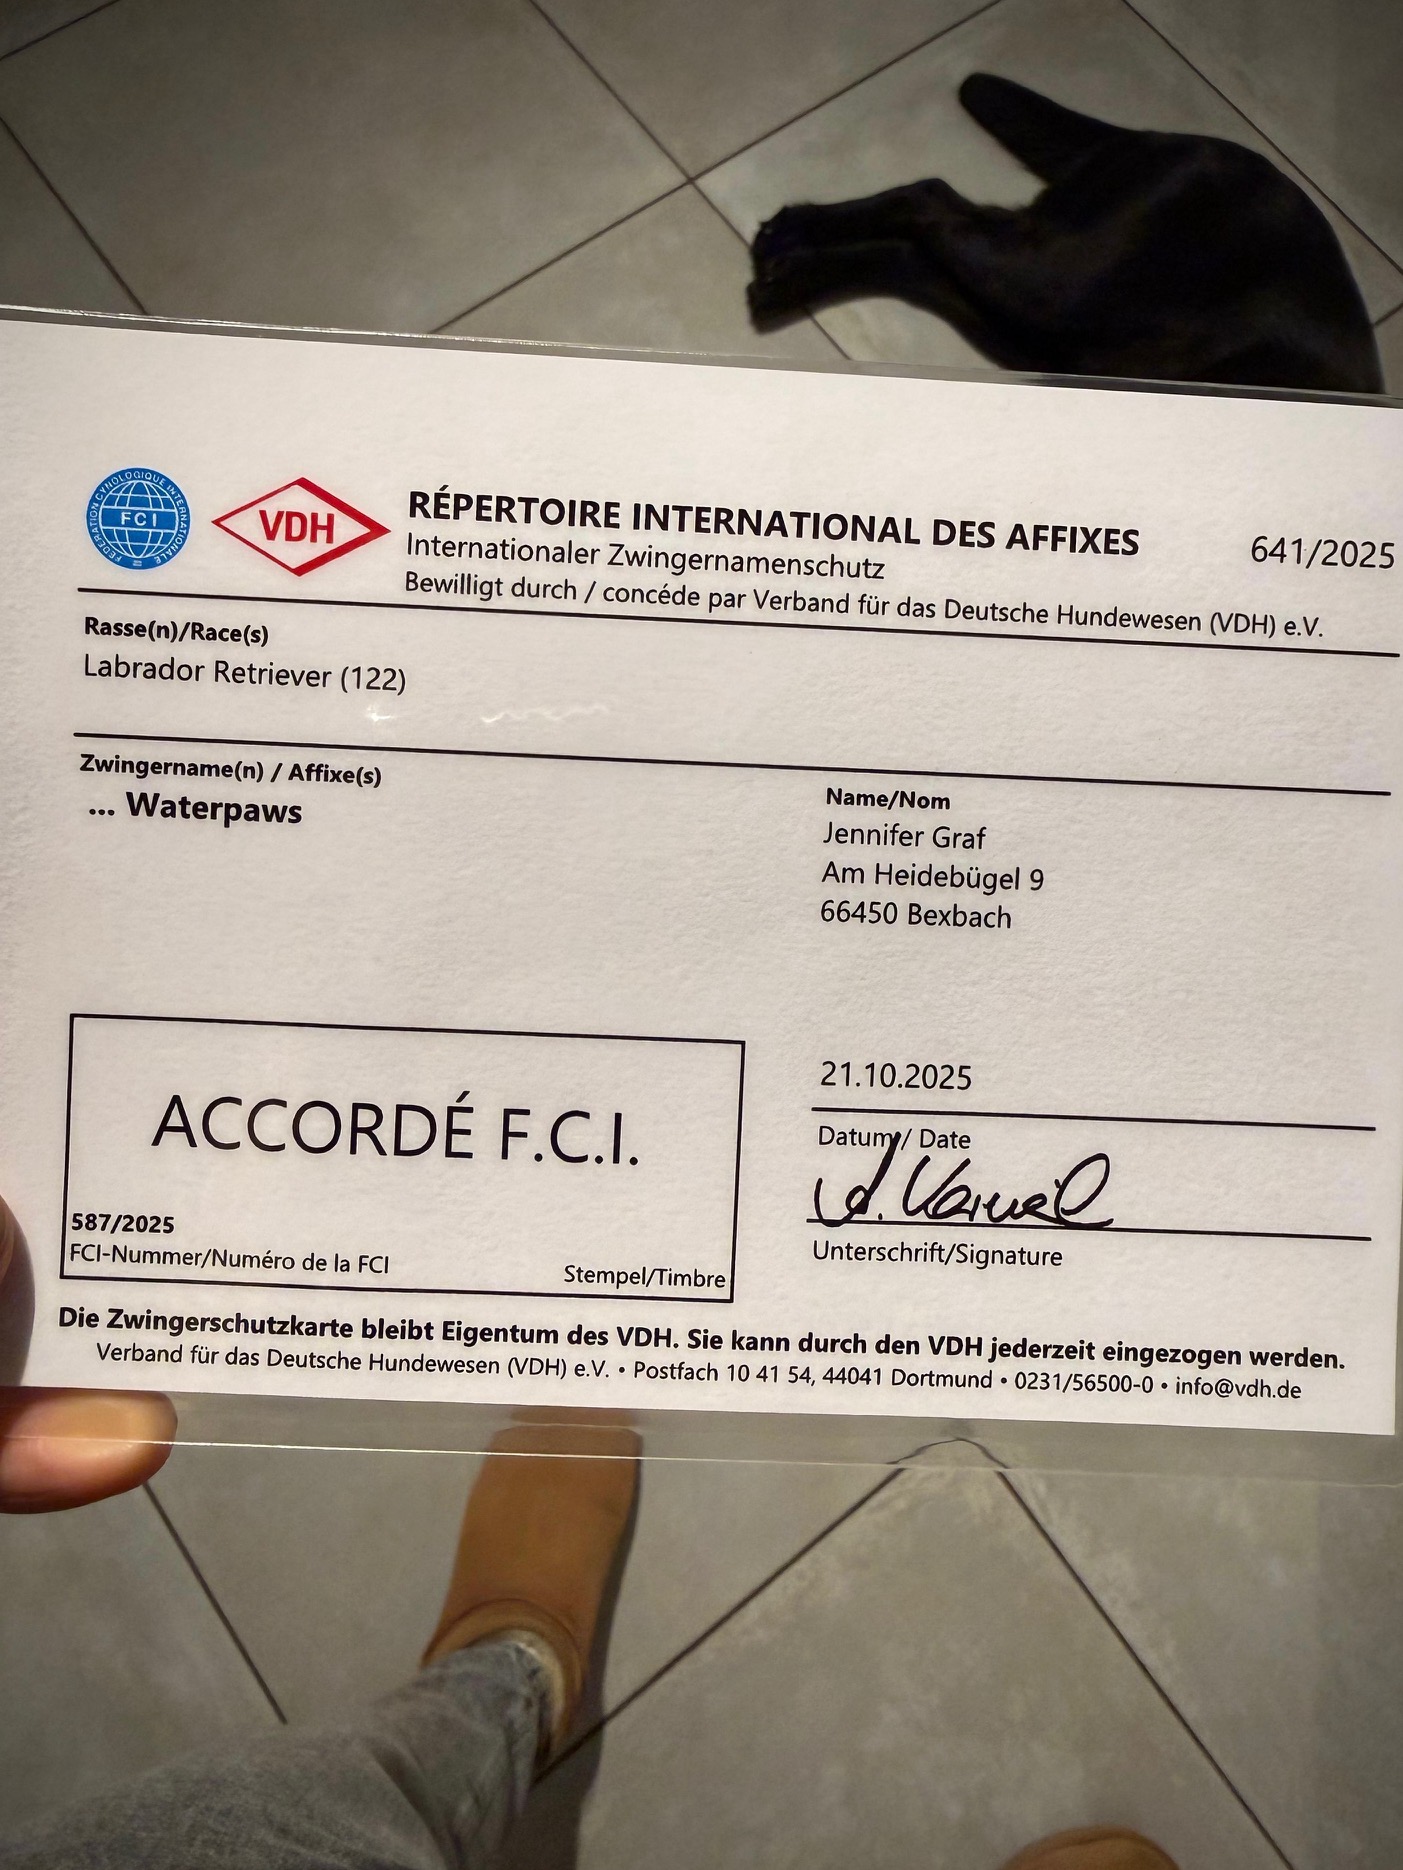 FEDERATION CYNOLOGIQUE INTERNATIONALE
FCI
VDH
RÉPERTOIRE INTERNATIONAL DES AFFIXES
641/2025
Internationaler Zwingernamenschutz
Bewilligt durch / concéde par Verband für das Deutsche Hundewesen (VDH) e.V.
Rasse(n)/Race(s)
Labrador Retriever (122)
Zwingername(n) / Affixe(s)
... Waterpaws
Name/Nom
Jennifer Graf
Am Heidebügel 9
66450 Bexbach
ACCORDÉ F.C.I.
587/2025
FCI-Nummer/Numéro de la FCI
Stempel/Timbre
21.10.2025
Datum / Date
Unterschrift/Signature
Die Zwingerschutzkarte bleibt Eigentum des VDH. Sie kann durch den VDH jederzeit eingezogen werden.
Verband für das Deutsche Hundewesen (VDH) e.V. • Postfach 10 41 54, 44041 Dortmund • 0231/56500-0 • info@vdh.de